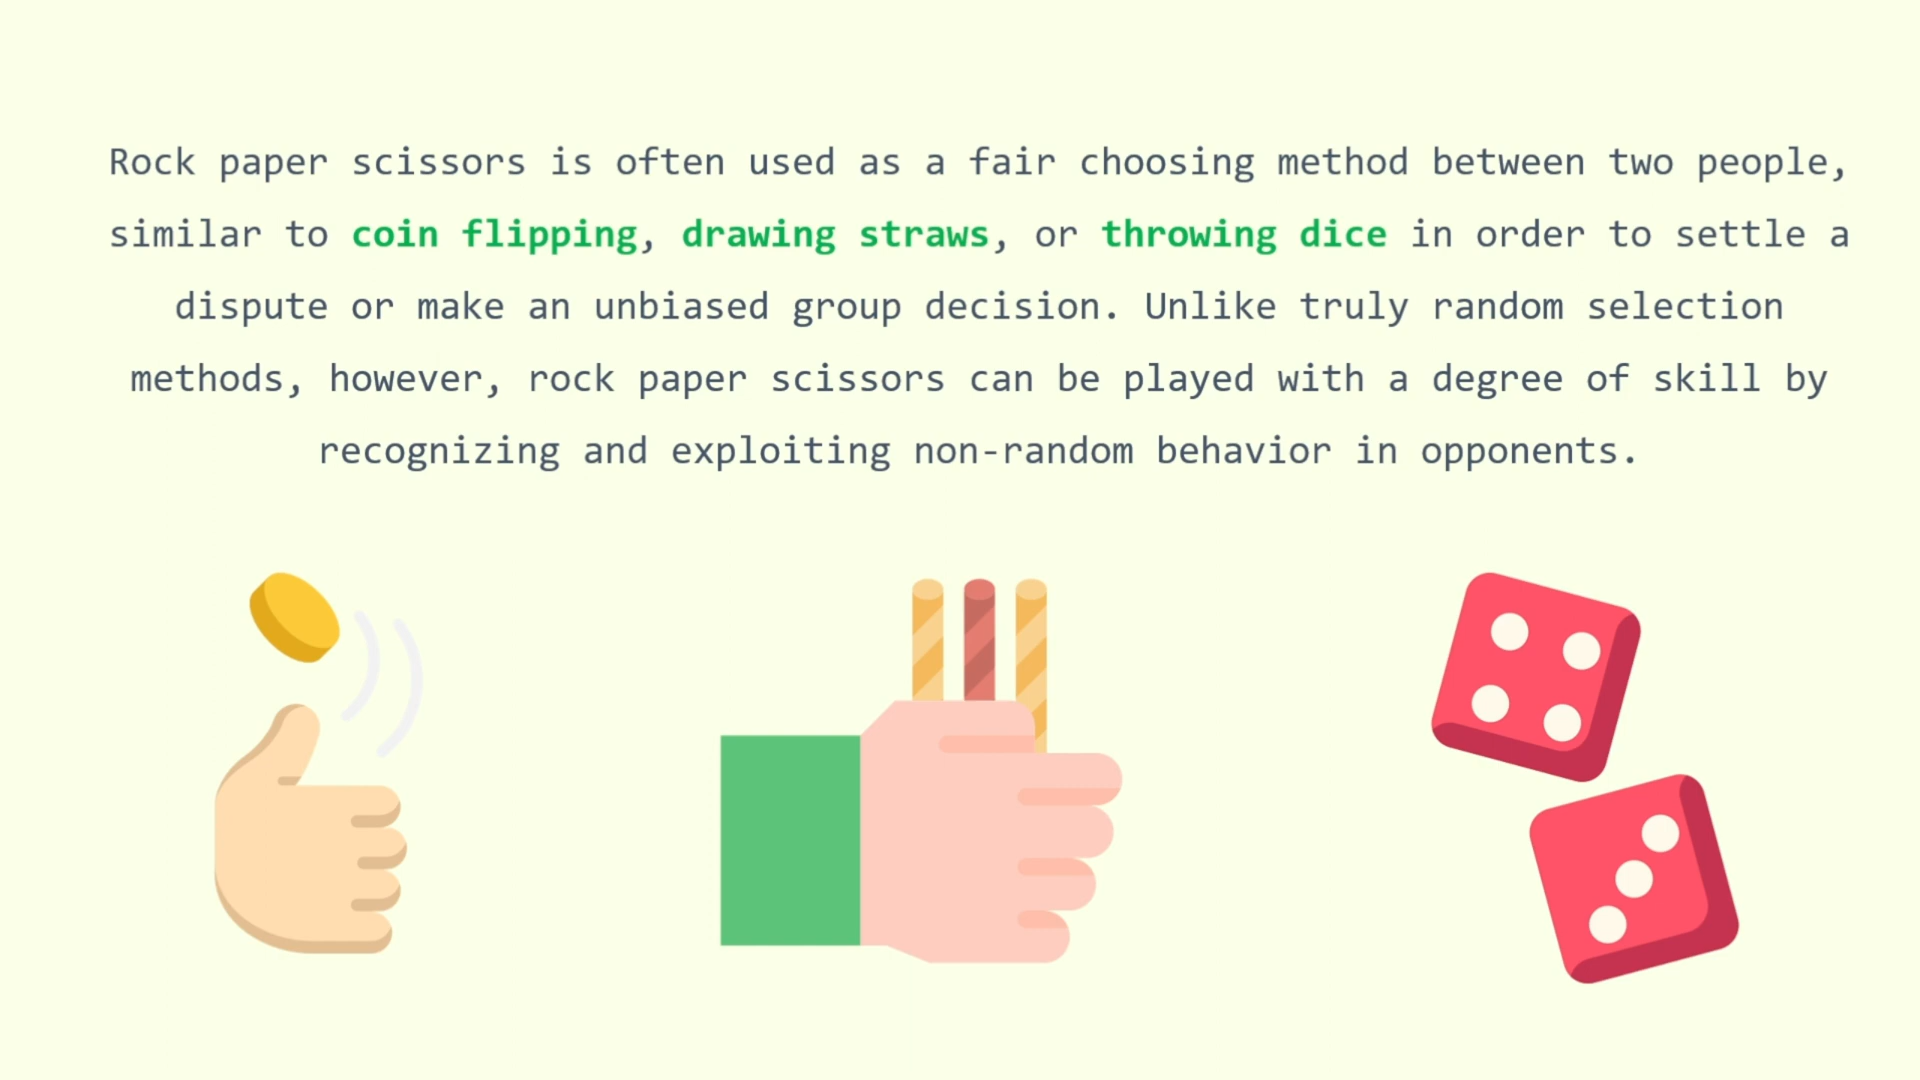 Rock paper scissors is often used as a fair choosing method between two people,
similar to coin flipping, drawing straws, or throwing dice in order to settle a
dispute or make an unbiased group decision. Unlike truly random selection
methods, however, rock paper scissors can be played with a degree of skill by
recognizing and exploiting non-random behavior in opponents.